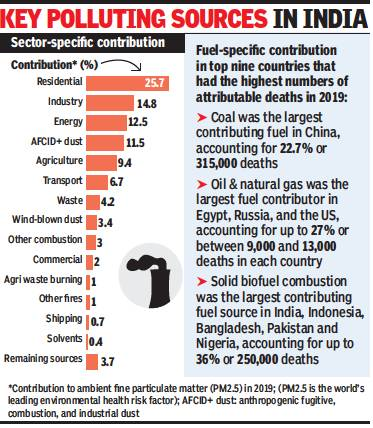 KEY POLLUTING SOURCES IN INDIA
Sector-specific contribution
Contribution* (%)
Residential 25.7
Industry 14.8
Energy 12.5
AFCID+ dust 11.5
Agriculture 9.4
Transport 6.7
Waste 4.2
Wind-blown dust 3.4
Other combustion 3
Commercial 2
Agri waste burning 1
Other fires 1
Shipping 0.7
Solvents 0.4
Remaining sources 3.7
Fuel-specific contribution
in top nine countries that
had the highest numbers of
attributable deaths in 2019:
➤ Coal was the largest
contributing fuel in China,
accounting for 22.7% or
315,000 deaths
➤ Oil & natural gas was the
largest fuel contributor in
Egypt, Russia, and the US,
accounting for up to 27% or
between 9,000 and 13,000
deaths in each country
➤ Solid biofuel combustion
was the largest contributing
fuel source in India, Indonesia,
Bangladesh, Pakistan and
Nigeria, accounting for up to
36% or 250,000 deaths
*Contribution to ambient fine particulate matter (PM2.5) in 2019; (PM2.5 is the world's
leading environmental health risk factor); AFCID+ dust: anthropogenic fugitive,
combustion, and industrial dust